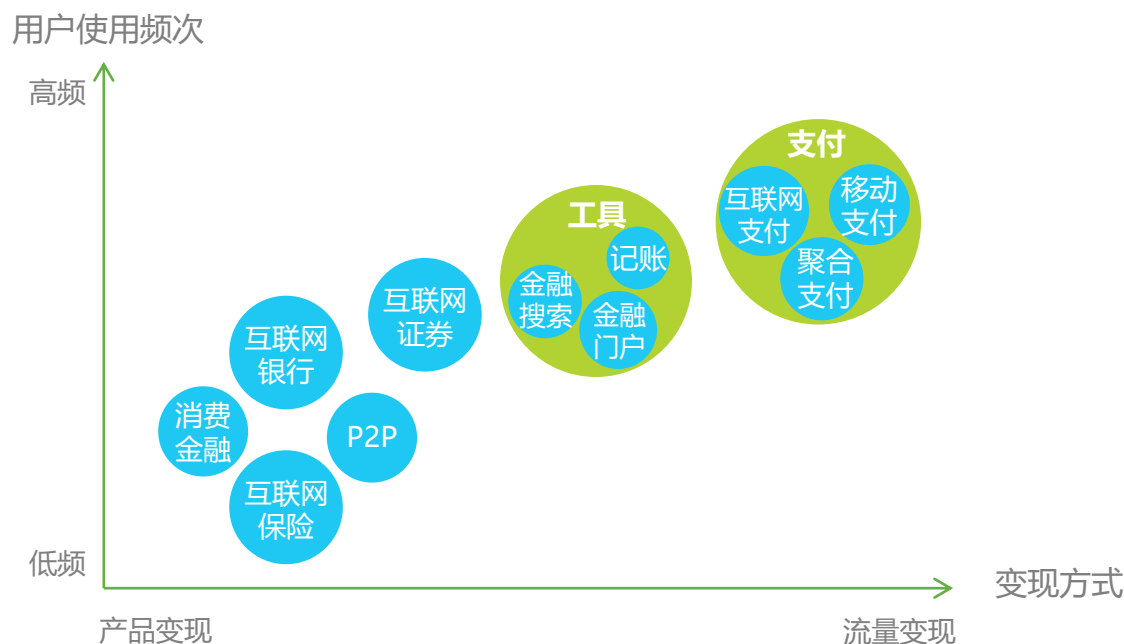 用户使用频次
高频
支付
互联网
支付
移动
支付
聚合
支付
工具
记账
金融
搜索
金融
门户
互联网
证券
互联网
银行
消费
金融
P2P
互联网
保险
低频
变现方式
产品变现
流量变现